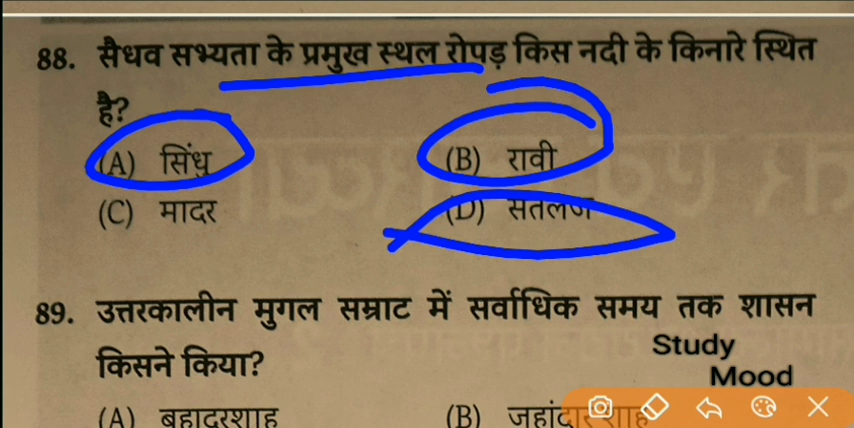 88. सैधव सभ्यता के प्रमुख स्थल रोपड़ किस नदी के किनारे स्थित
है?
(A) सिंधु (B) रावी
(C) मादर (D) सतलज
89. उत्तरकालीन मुगल सम्राट में सर्वाधिक समय तक शासन
किसने किया?
Study
Mood
(A) बहादुरशाह (B) जहांदारशाह